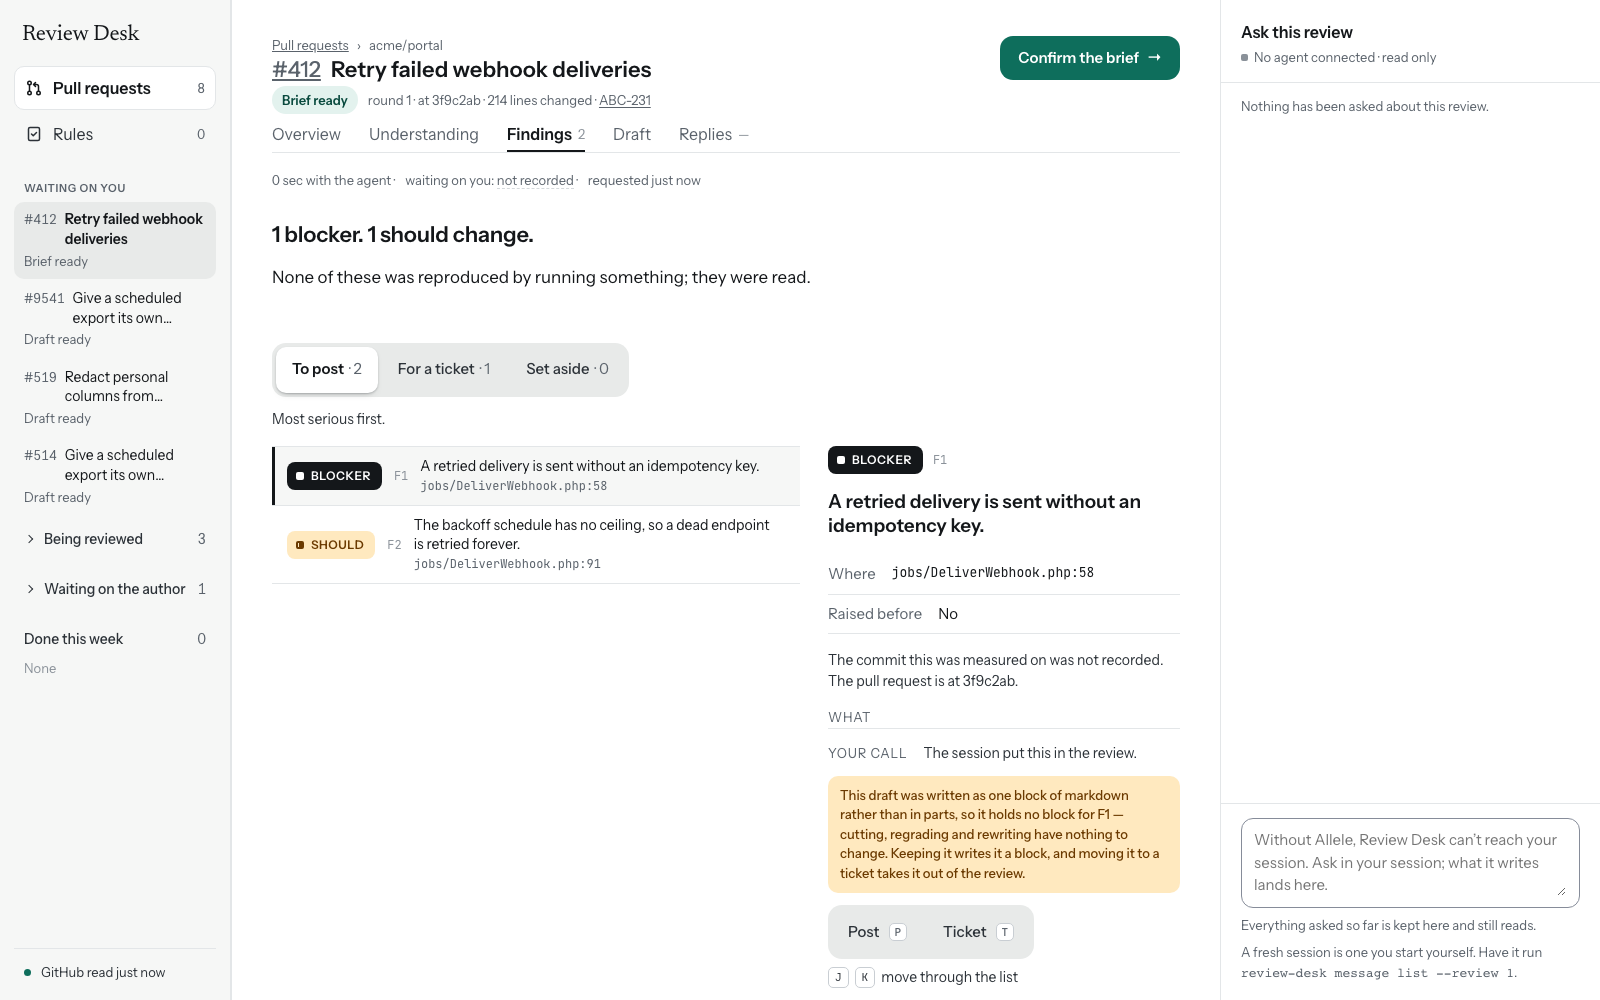 Review Desk
Pull requests 8
Rules 0
WAITING ON YOU
#412 Retry failed webhook
deliveries
Brief ready
#9541 Give a scheduled
export its own…
Draft ready
#519 Redact personal
columns from…
Draft ready
#514 Give a scheduled
export its own…
Draft ready
Being reviewed 3
Waiting on the author 1
Done this week 0
None
GitHub read just now
Pull requests › acme/portal
#412 Retry failed webhook deliveries
Confirm the brief →
Brief ready round 1 · at 3f9c2ab · 214 lines changed · ABC-231
Overview Understanding Findings 2 Draft Replies —
0 sec with the agent · waiting on you: not recorded · requested just now
1 blocker. 1 should change.
None of these was reproduced by running something; they were read.
To post · 2 For a ticket · 1 Set aside · 0
Most serious first.
BLOCKER F1 A retried delivery is sent without an idempotency key.
jobs/DeliverWebhook.php:58
SHOULD F2 The backoff schedule has no ceiling, so a dead endpoint
is retried forever.
jobs/DeliverWebhook.php:91
BLOCKER F1
A retried delivery is sent without an
idempotency key.
Where jobs/DeliverWebhook.php:58
Raised before No
The commit this was measured on was not recorded.
The pull request is at 3f9c2ab.
WHAT
YOUR CALL The session put this in the review.
This draft was written as one block of markdown
rather than in parts, so it holds no block for F1 —
cutting, regrading and rewriting have nothing to
change. Keeping it writes it a block, and moving it to a
ticket takes it out of the review.
Post P Ticket T
J K move through the list
Ask this review
No agent connected · read only
Nothing has been asked about this review.
Without Allele, Review Desk can't reach your
session. Ask in your session; what it writes
lands here.
Everything asked so far is kept here and still reads.
A fresh session is one you start yourself. Have it run
review-desk message list --review 1.